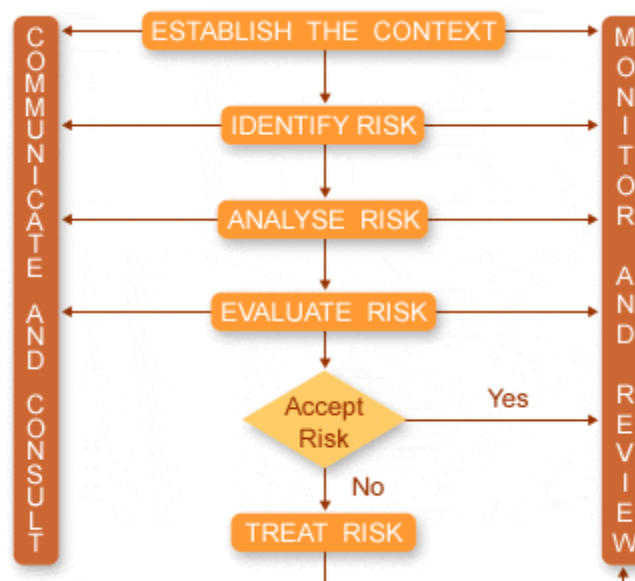 ESTABLISH THE CONTEXT
IDENTIFY RISK
ANALYSE RISK
EVALUATE RISK
Accept
Risk
Yes
No
TREAT RISK
COMMUNICATE AND CONSULT
MONITOR AND REVIEW